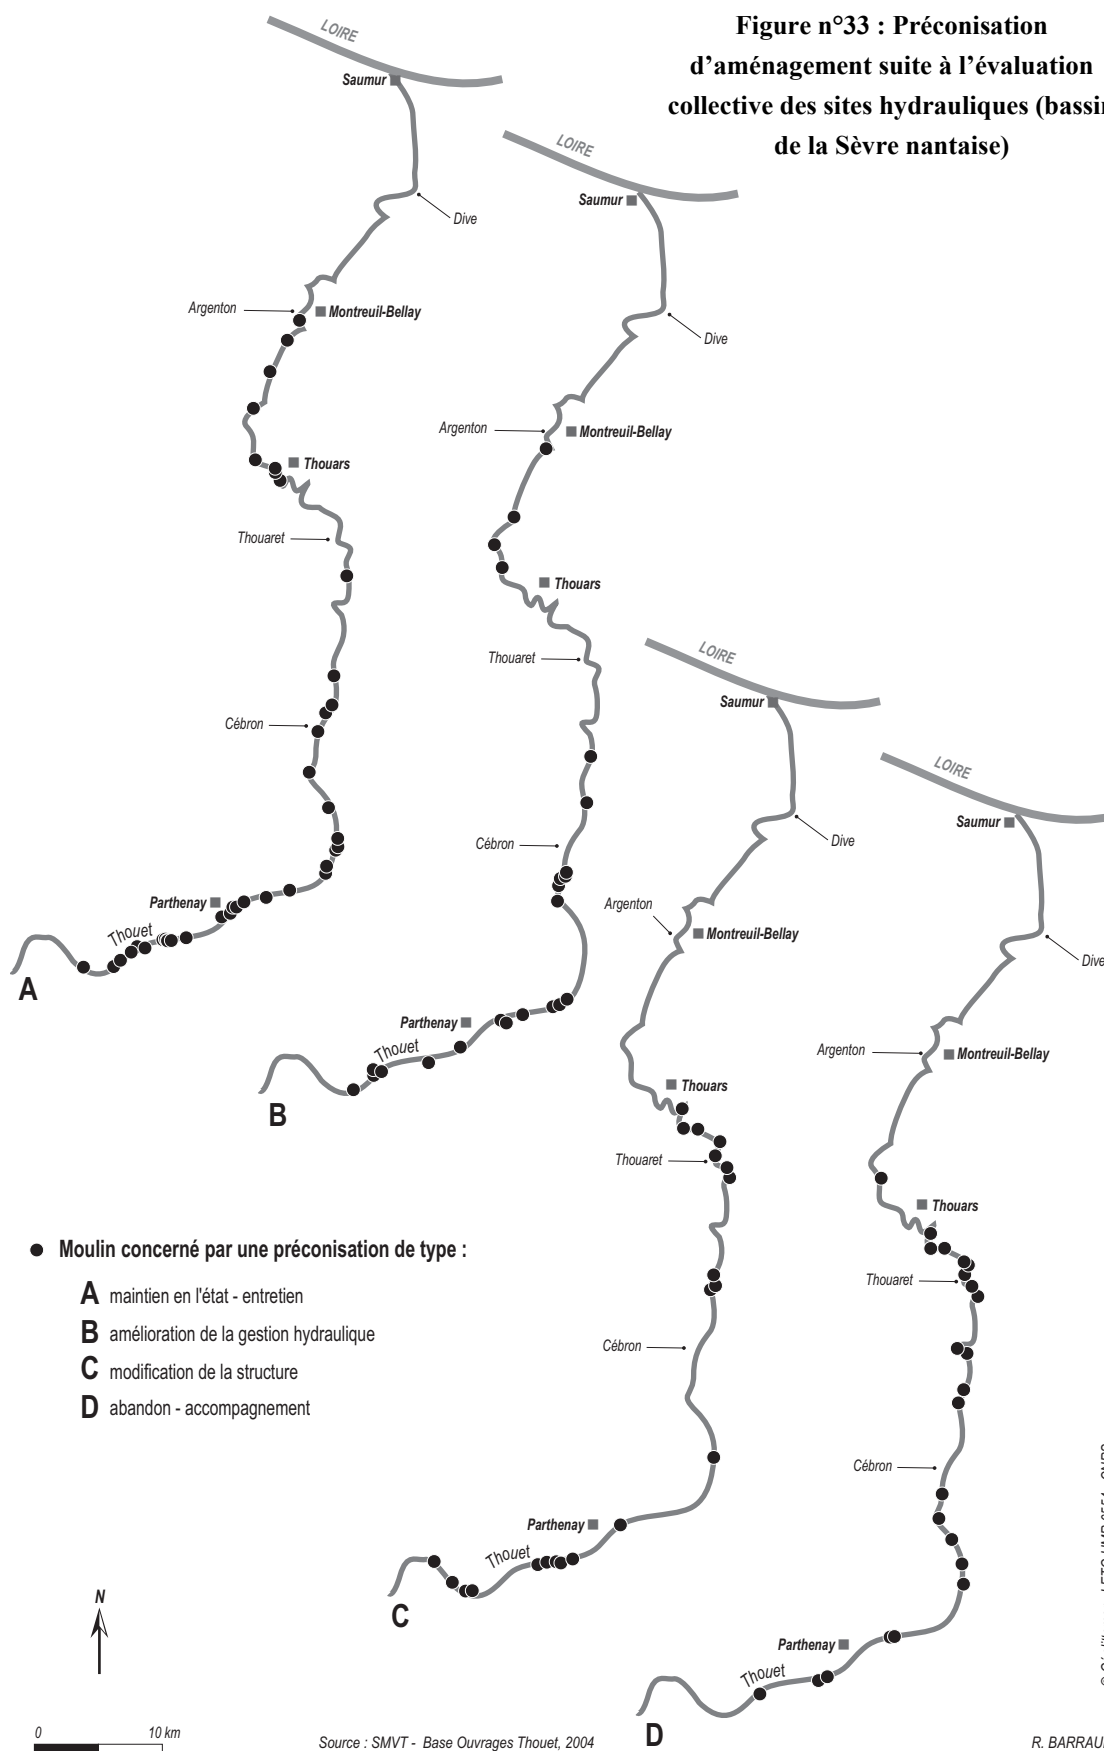 Figure n°33 : Préconisation
d'aménagement suite à l'évaluation
collective des sites hydrauliques (bassin
de la Sèvre nantaise)
LOIRE
Saumur
Dive
Argenton
Montreuil-Bellay
Thouars
Thouaret
Cébron
Parthenay
Thouet
A
LOIRE
Saumur
Dive
Argenton
Montreuil-Bellay
Thouars
Thouaret
Cébron
Parthenay
Thouet
B
LOIRE
Saumur
Dive
Argenton
Montreuil-Bellay
Thouars
Thouaret
Cébron
Parthenay
Thouet
C
LOIRE
Saumur
Dive
Argenton
Montreuil-Bellay
Thouars
Thouaret
Cébron
Parthenay
Thouet
D
Moulin concerné par une préconisation de type :
A maintien en l'état - entretien
B amélioration de la gestion hydraulique
C modification de la structure
D abandon - accompagnement
N
0 10 km
Source : SMVT - Base Ouvrages Thouet, 2004
R.